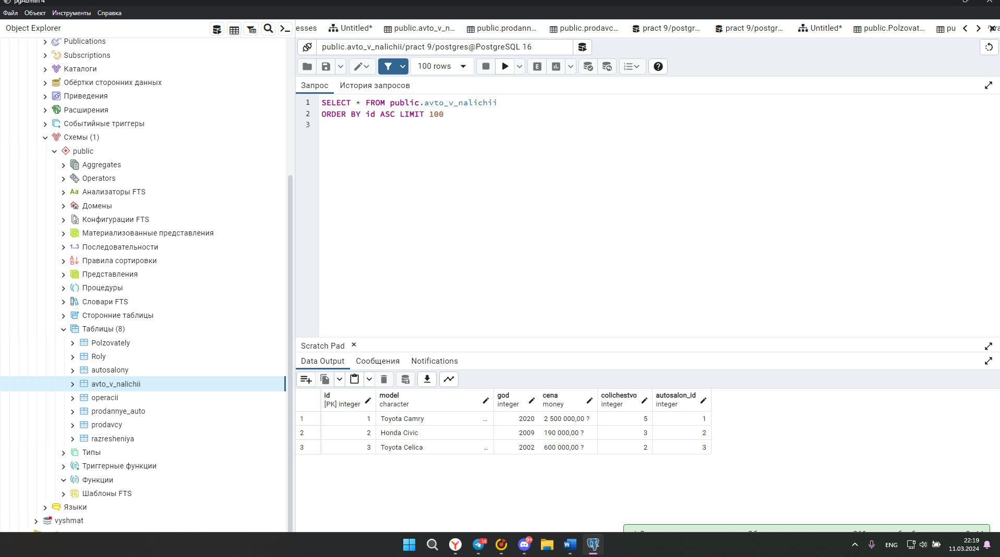 pgAdmin 4
Файл Объект Инструменты Справка
Object Explorer
esses Untitled* public.avto_v_n... public.prodann... public.prodavc... pract 9/postgr... pract 9/postgr... Untitled* public.Polzovat... pu
public.avto_v_nalichii/pract 9/postgres@PostgreSQL 16
100 rows
E
Запрос История запросов
1 SELECT * FROM public.avto_v_nalichii
2 ORDER BY id ASC LIMIT 100
3
Publications
Subscriptions
Каталоги
Обёртки сторонних данных
Приведения
Расширения
Событийные триггеры
Схемы (1)
public
Aggregates
Operators
Aa Анализаторы FTS
Домены
Конфигурации FTS
Материализованные представления
1..3 Последовательности
Правила сортировки
Представления
Процедуры
Словари FTS
Сторонние таблицы
Таблицы (8)
Polzovately
Roly
autosalony
avto_v_nalichii
operacii
prodannye_auto
prodavcy
razresheniya
Типы
Триггерные функции
Функции
Шаблоны FTS
Языки
vyshmat
Scratch Pad
Data Output Сообщения Notifications
id model god cena colichestvo autosalon_id
[PK] integer character integer money integer integer
1 1 Toyota Camry ... 2020 2 500 000,00 ? 5 1
2 2 Honda Civic 2009 190 000,00 ? 3 2
3 3 Toyota Celica ... 2002 600 000,00 ? 2 3
58
9+
ENG
22:19
11.03.2024